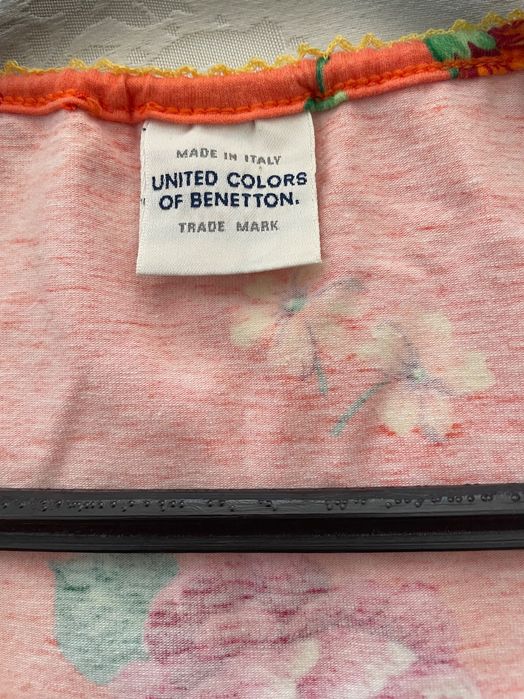 MADE IN ITALY
UNITED COLORS
OF BENETTON.
TRADE MARK